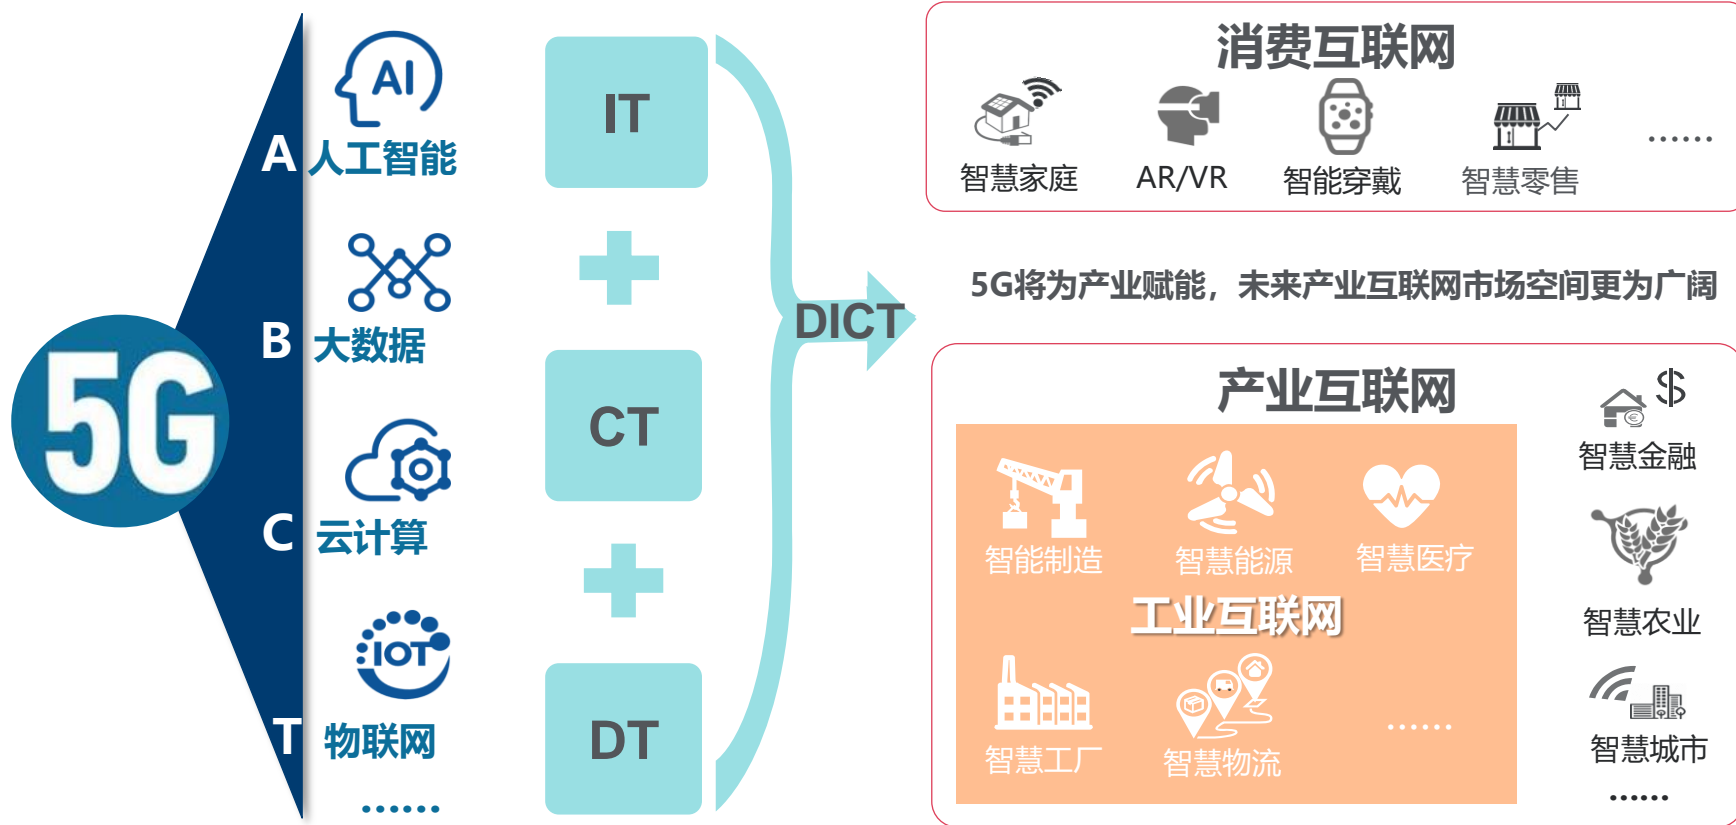 5G
AI
A
人工智能
B
大数据
C
云计算
IOT
T
物联网
......
IT
CT
DT
DICT
消费互联网
智慧家庭
AR/VR
智能穿戴
智慧零售
......
5G将为产业赋能，未来产业互联网市场空间更为广阔
产业互联网
智能制造
智慧能源
智慧医疗
工业互联网
智慧工厂
智慧物流
......
$
€
智慧金融
智慧农业
智慧城市
......